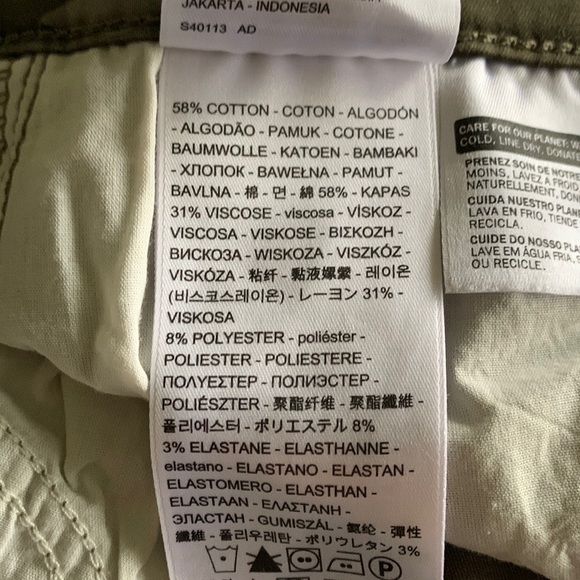 JAKARTA - INDONESIA
S40113 AD
58% COTTON - COTON - ALGODÓN
- ALGODÃO - PAMUK - COTONE -
BAUMWOLLE - KATOEN - BAMBAKI
- ХЛОПОК - BAWEŁNA - PAMUT -
BAVLNA - 棉 - 면 - 綿 58% - KAPAS
31% VISCOSE - viscosa - VİSKOZ -
VISCOSA - VISKOSE - ΒΙΣΚΟΖΗ -
ВИСКОЗА - WISKOZA - VISZKÓZ -
VISKÓZA - 粘纤 - 黏液嫘縈 - 레이온
(비스코스레이온) - レーヨン 31% -
VISKOSA
8% POLYESTER - poliéster -
POLIESTER - POLIESTERE -
ΠΟΛΥΕΣΤΕΡ - ПОЛИЭСТЕР -
POLIÉSZTER - 聚酯纤维 - 聚酯纖維 -
폴리에스터 - ポリエステル 8%
3% ELASTANE - ELASTHANNE -
elastano - ELASTANO - ELASTAN -
ELASTOMERO - ELASTHAN -
ELASTAAN - ΕΛΑΣΤΑΝΗ -
ЭЛАСТАН - GUMISZÁL - 氨纶 - 彈性
纖維 - 폴리우레탄 - ポリウレタン 3%
P
CARE FOR OUR PLANET: W
COLD, LINE DRY, DONAT
PRENEZ SOIN DE NOTRE
MOINS, LAVEZ A FROID
NATURELLEMENT, DON
CUIDA NUESTRO PLAN
LAVA EN FRIO, TIENDE
RECICLA.
CUIDE DO NOSSO PLA
LAVE EM ÁGUA FRIA, S
OU RECICLE.